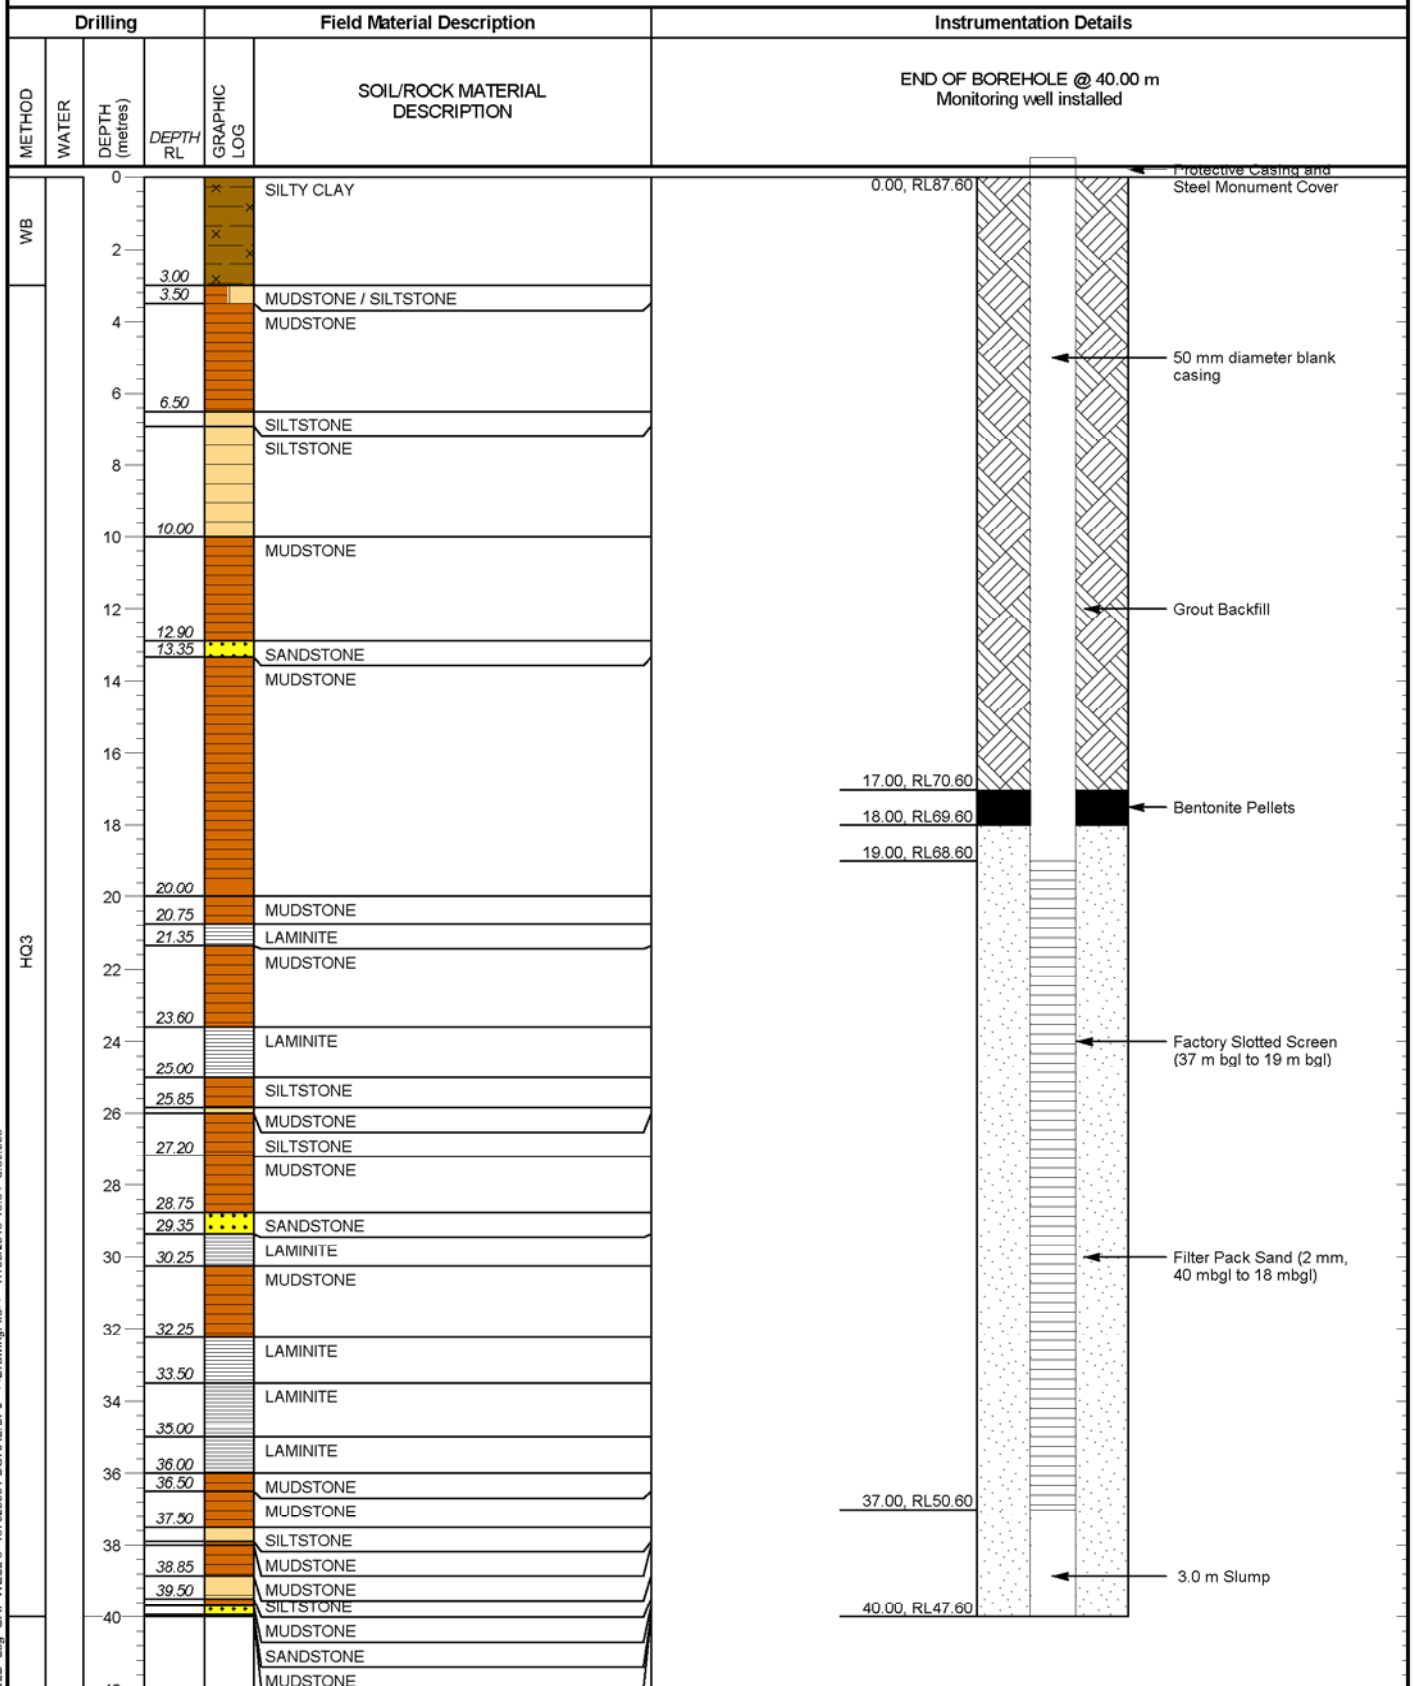 Drilling
Field Material Description
Instrumentation Details
METHOD
WATER
DEPTH
(metres)
DEPTH
RL
GRAPHIC
LOG
SOIL/ROCK MATERIAL
DESCRIPTION
END OF BOREHOLE @ 40.00 m
Monitoring well installed
WB
HQ3
0
2
4
6
8
10
12
14
16
18
20
22
24
26
28
30
32
34
36
38
40
3.00
3.50
6.50
10.00
12.90
13.35
20.00
20.75
21.35
23.60
25.00
25.85
27.20
28.75
29.35
30.25
32.25
33.50
35.00
36.00
36.50
37.50
38.85
39.50
SILTY CLAY
MUDSTONE / SILTSTONE
MUDSTONE
SILTSTONE
SILTSTONE
MUDSTONE
SANDSTONE
MUDSTONE
MUDSTONE
LAMINITE
MUDSTONE
LAMINITE
SILTSTONE
MUDSTONE
SILTSTONE
MUDSTONE
SANDSTONE
LAMINITE
MUDSTONE
LAMINITE
LAMINITE
LAMINITE
MUDSTONE
MUDSTONE
SILTSTONE
MUDSTONE
MUDSTONE
SILTSTONE
MUDSTONE
SANDSTONE
MUDSTONE
0.00, RL87.60
17.00, RL70.60
18.00, RL69.60
19.00, RL68.60
37.00, RL50.60
40.00, RL47.60
Protective Casing and
Steel Monument Cover
50 mm diameter blank
casing
Grout Backfill
Bentonite Pellets
Factory Slotted Screen
(37 m bgl to 19 m bgl)
Filter Pack Sand (2 mm,
40 mbgl to 18 mbgl)
3.0 m Slump